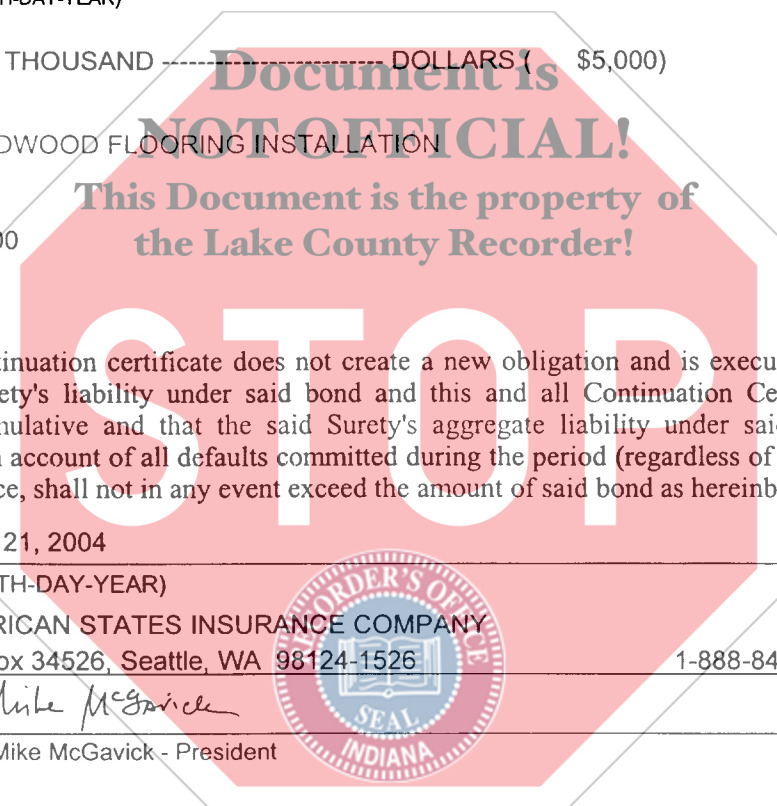 TH-DAY-YEAR)
THOUSAND ------------------------- DOLLARS ( $5,000)
Document is
DWOOD FLOORING INSTALLATION
NOT OFFICIAL!
This Document is the property of
00
the Lake County Recorder!
STOP
tinuation certificate does not create a new obligation and is execu
ety's liability under said bond and this and all Continuation Ce
mulative and that the said Surety's aggregate liability under said
n account of all defaults committed during the period (regardless of
ce, shall not in any event exceed the amount of said bond as hereinb
21, 2004
TH-DAY-YEAR)
RICAN STATES INSURANCE COMPANY
ox 34526, Seattle, WA 98124-1526 1-888-84
Mike McGavick
Mike McGavick - President
RECORDER'S OFFICE
SEAL
INDIANA